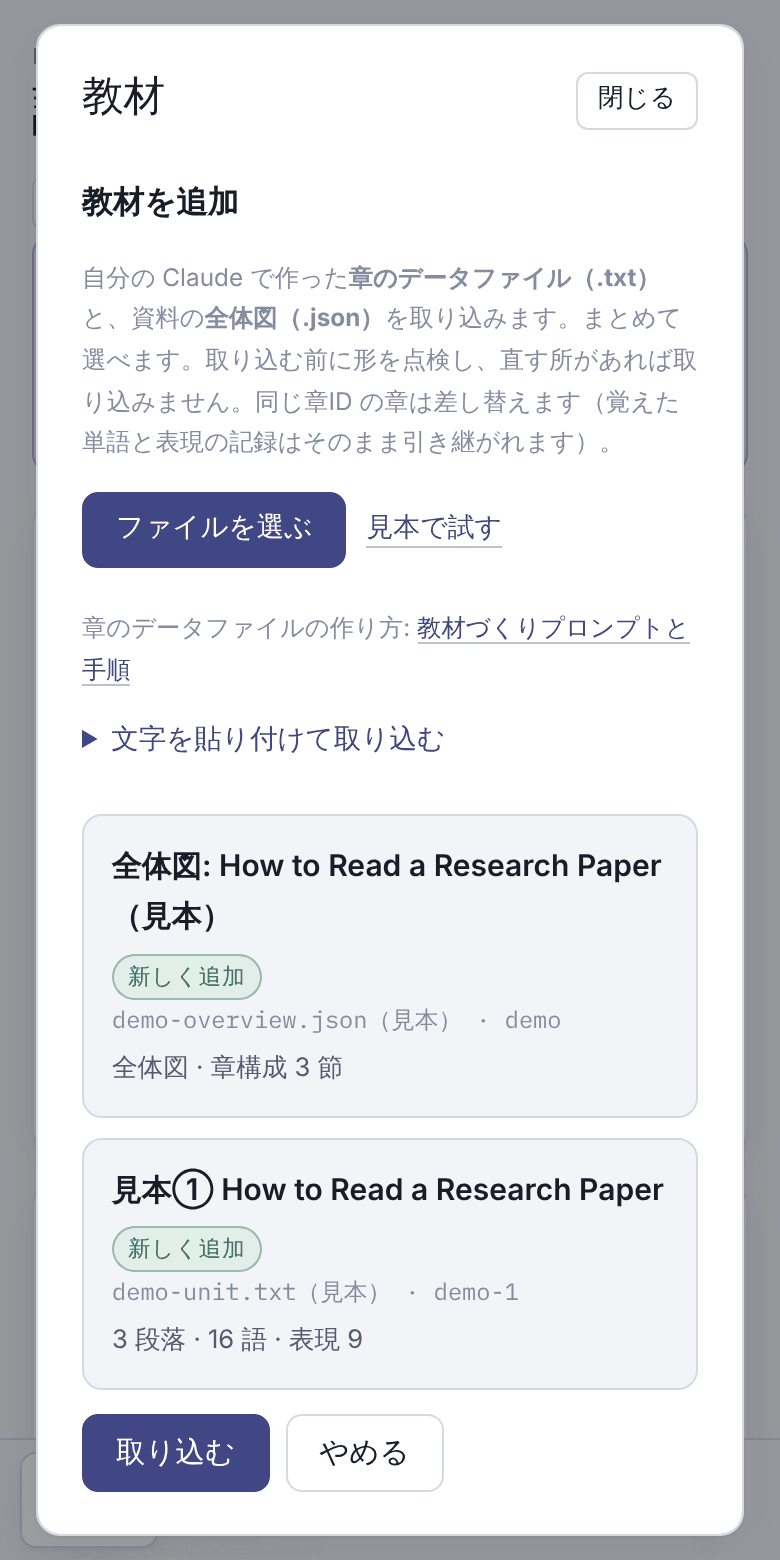 教材
閉じる
教材を追加
自分の Claude で作った章のデータファイル（.txt）
と、資料の全体図（.json）を取り込みます。まとめて
選べます。取り込む前に形を点検し、直す所があれば取
り込みません。同じ章ID の章は差し替えます（覚えた
単語と表現の記録はそのまま引き継がれます）。
ファイルを選ぶ
見本で試す
章のデータファイルの作り方: 教材づくりプロンプトと
手順
▶ 文字を貼り付けて取り込む
全体図: How to Read a Research Paper
（見本）
新しく追加
demo-overview.json（見本） · demo
全体図 · 章構成 3 節
見本① How to Read a Research Paper
新しく追加
demo-unit.txt（見本） · demo-1
3 段落 · 16 語 · 表現 9
取り込む
やめる